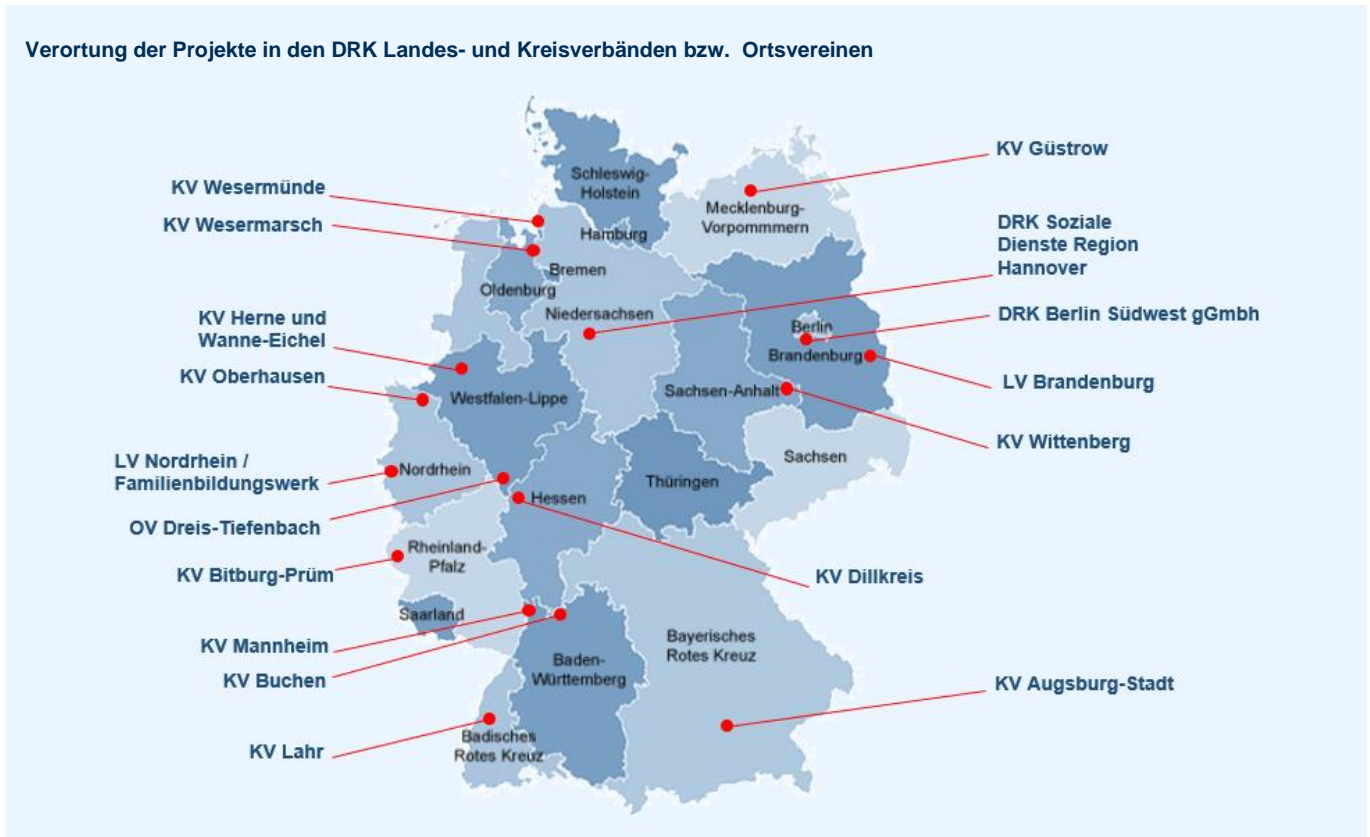 Verortung der Projekte in den DRK Landes- und Kreisverbänden bzw. Ortsvereinen
KV Wesermünde
KV Wesermarsch
KV Herne und
Wanne-Eichel
KV Oberhausen
LV Nordrhein /
Familienbildungswerk
OV Dreis-Tiefenbach
KV Bitburg-Prüm
KV Mannheim
KV Buchen
KV Lahr
Schleswig-
Holstein
Hamburg
Mecklenburg-
Vorpommmern
Bremen
Oldenburg
Niedersachsen
Berlin
Brandenburg
Westfalen-Lippe
Sachsen-Anhalt
Nordrhein
Hessen
Thüringen
Sachsen
Rheinland-
Pfalz
Saarland
Baden-
Württemberg
Bayerisches
Rotes Kreuz
Badisches
Rotes Kreuz
KV Güstrow
DRK Soziale
Dienste Region
Hannover
DRK Berlin Südwest gGmbh
LV Brandenburg
KV Wittenberg
KV Dillkreis
KV Augsburg-Stadt